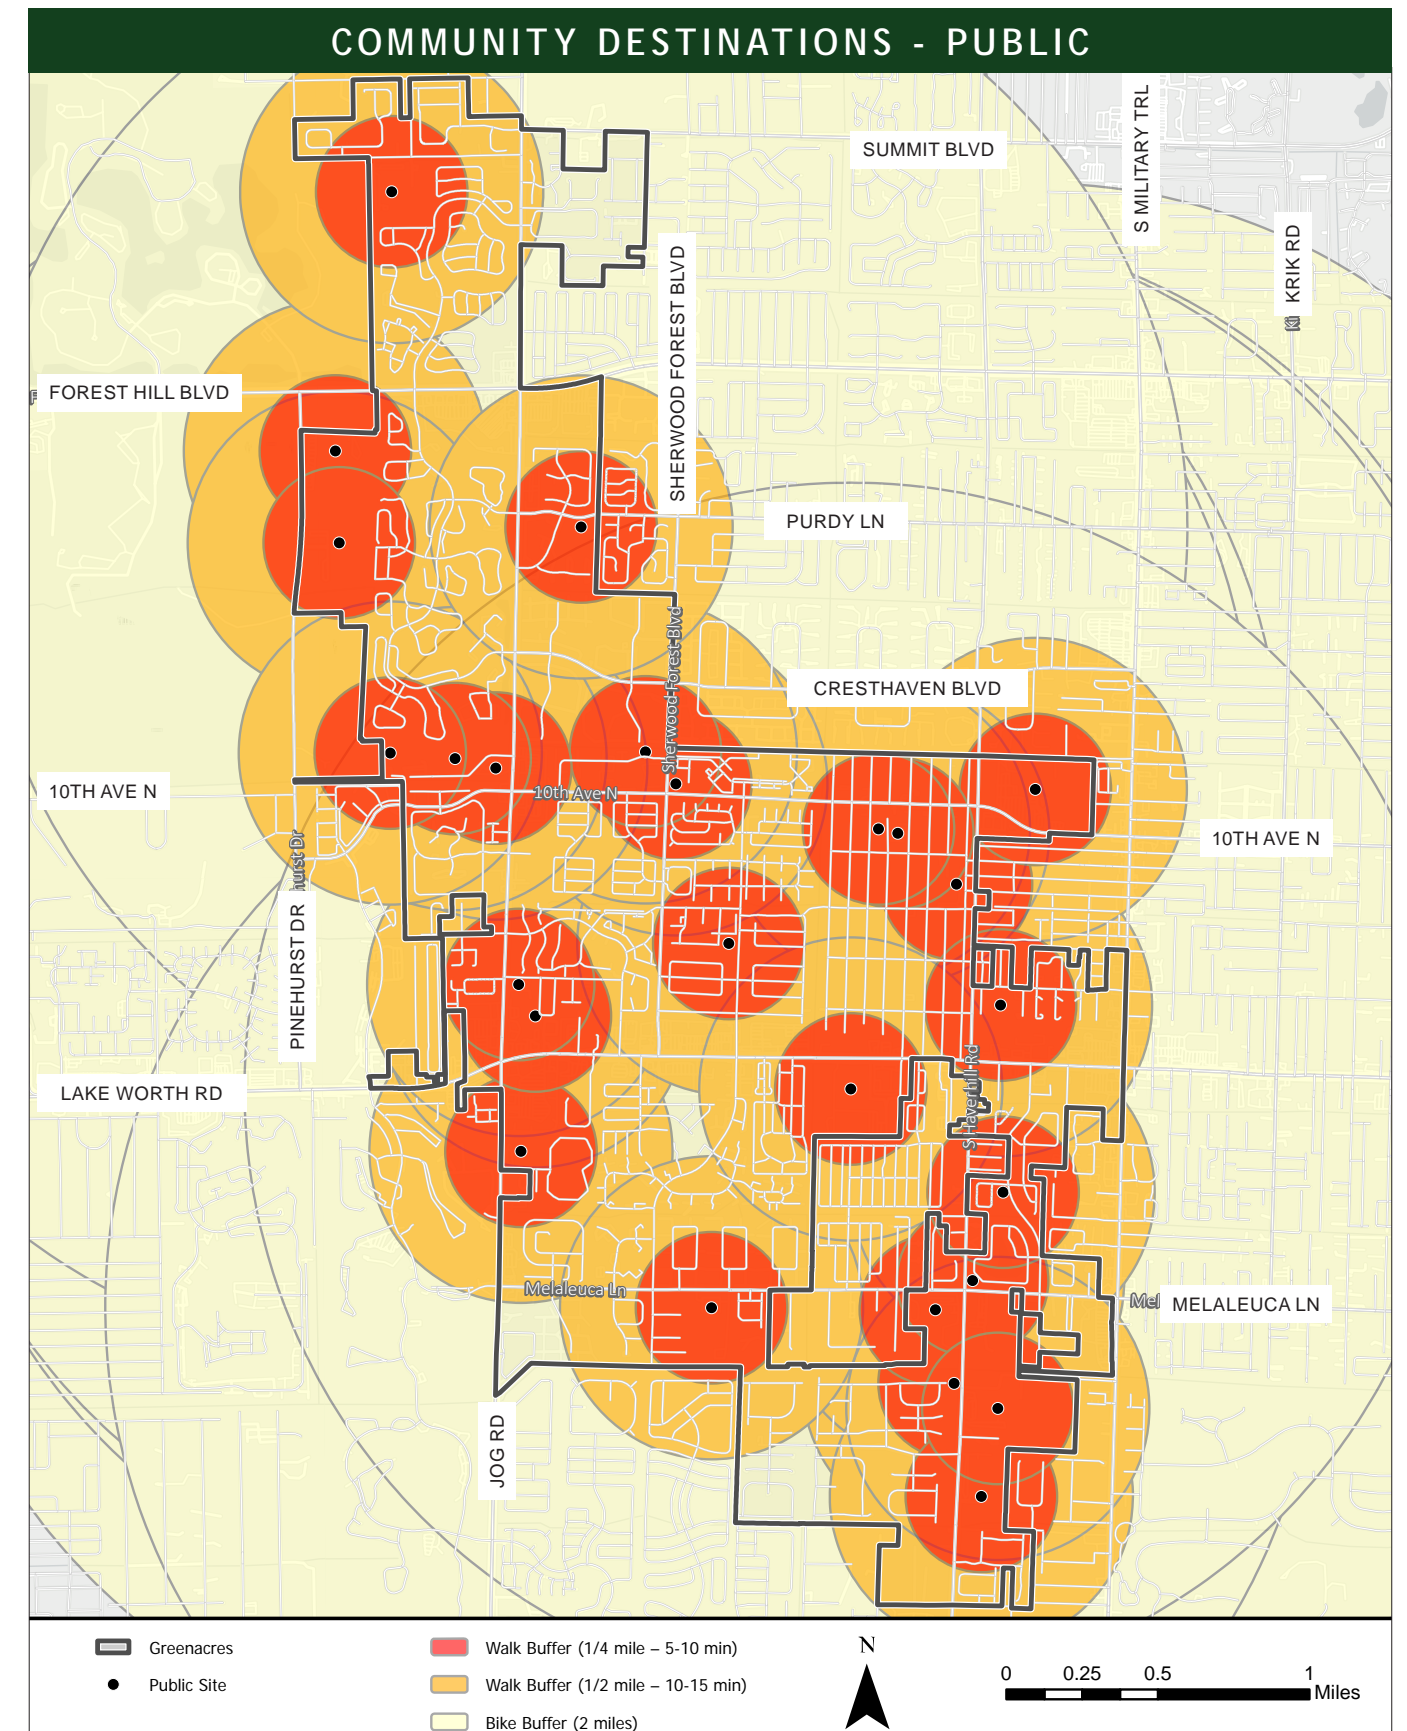 COMMUNITY DESTINATIONS - PUBLIC
SUMMIT BLVD
S MILITARY TRL
KRIK RD
Ki
SHERWOOD FOREST BLVD
FOREST HILL BLVD
F
PURDY LN
Sherwood Forest Blvd
CRESTHAVEN BLVD
10TH AVE N
10th Ave N
10TH AVE N
hurst Dr
PINEHURST DR
LAKE WORTH RD
S Haverhill Rd
Melaleuca Ln
Mel
MELALEUCA LN
JOG RD
Greenacres
Public Site
Walk Buffer (1/4 mile – 5-10 min)
Walk Buffer (1/2 mile – 10-15 min)
Bike Buffer (2 miles)
N
0 0.25 0.5 1
Miles